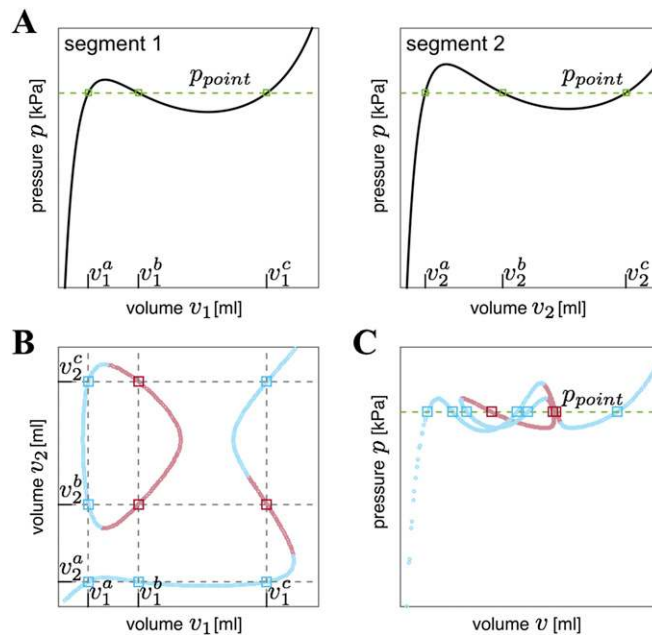 A
segment 1
p_point
pressure p [kPa]
v_1^a v_1^b v_1^c
volume v_1 [ml]
segment 2
p_point
pressure p [kPa]
v_2^a v_2^b v_2^c
volume v_2 [ml]
B
v_2^c
v_2^b
v_2^a
volume v_2 [ml]
v_1^a v_1^b v_1^c
volume v_1 [ml]
C
p_point
pressure p [kPa]
volume v [ml]